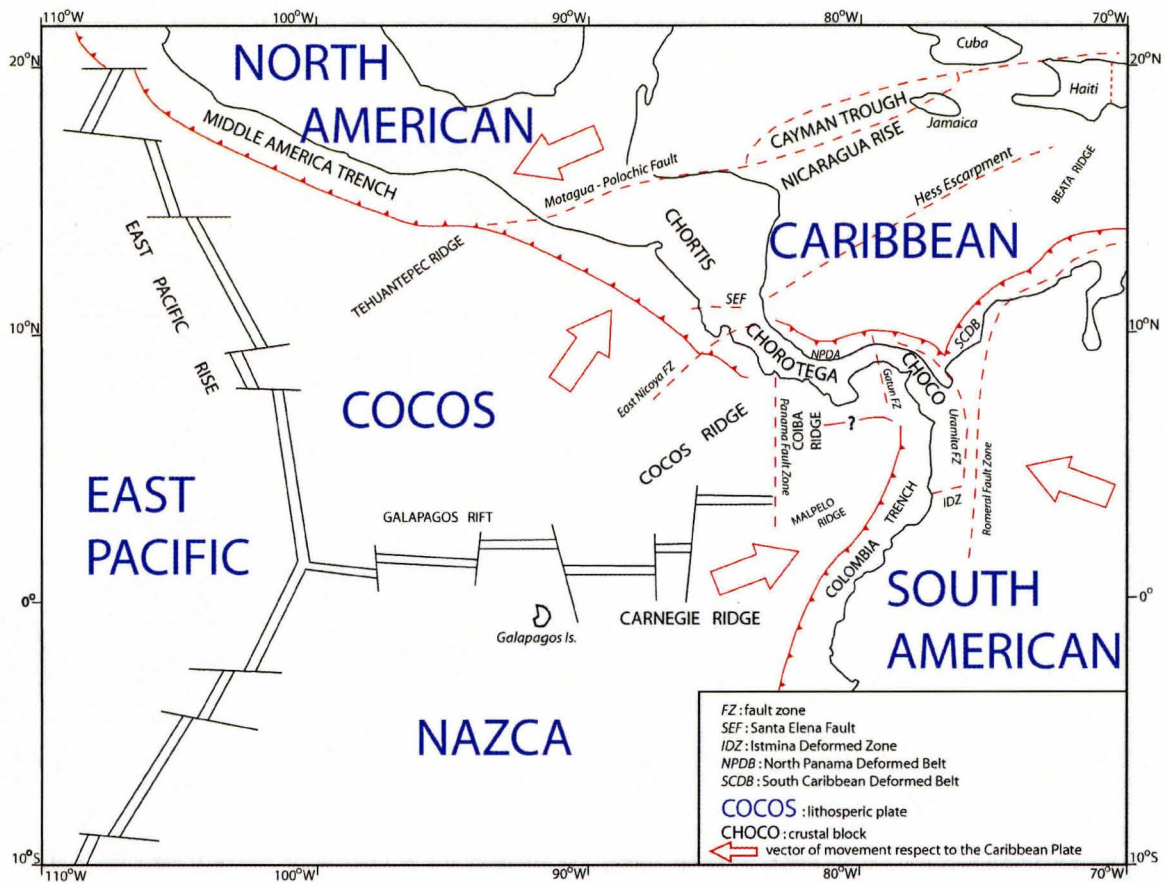 110°W 100°W 90°W 80°W 70°W
20°N
20°N
NORTH
AMERICAN
Cuba
Haiti
CAYMAN TROUGH
Jamaica
MIDDLE AMERICA TRENCH
NICARAGUA RISE
Motagua - Polochic Fault
Hess Escarpment
BEATA RIDGE
CHORTIS
CARIBBEAN
EAST PACIFIC RISE
TEHUANTEPEC RIDGE
SEF
10°N
10°N
NPDA
SCDB
CHOROTEGA
CHOCO
East Nicoya FZ
Gatun FZ
COCOS
COCOS RIDGE
Panama Fault Zone
COIBA
RIDGE
?
Uramita FZ
Romeral Fault Zone
EAST
PACIFIC
GALAPAGOS RIFT
MALPELO
RIDGE
IDZ
COLOMBIA TRENCH
0°
0°
Galapagos Is.
CARNEGIE RIDGE
SOUTH
AMERICAN
NAZCA
FZ : fault zone
SEF : Santa Elena Fault
IDZ : Istmina Deformed Zone
NPDB : North Panama Deformed Belt
SCDB : South Caribbean Deformed Belt
COCOS : lithosperic plate
CHOCO : crustal block
vector of movement respect to the Caribbean Plate
10°S
10°S
110°W 100°W 90°W 80°W 70°W